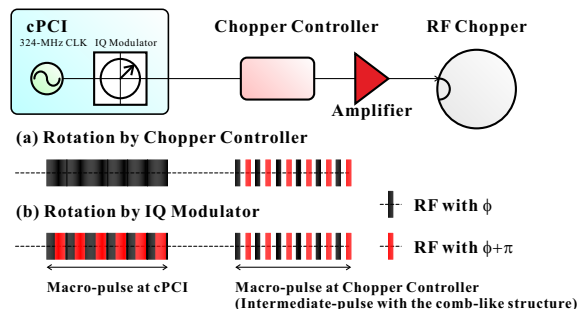 cPCI
324-MHz CLK IQ Modulator
Chopper Controller
RF Chopper
Amplifier
(a) Rotation by Chopper Controller
(b) Rotation by IQ Modulator
RF with ϕ
RF with ϕ+π
Macro-pulse at cPCI
Macro-pulse at Chopper Controller
(Intermediate-pulse with the comb-like structure)